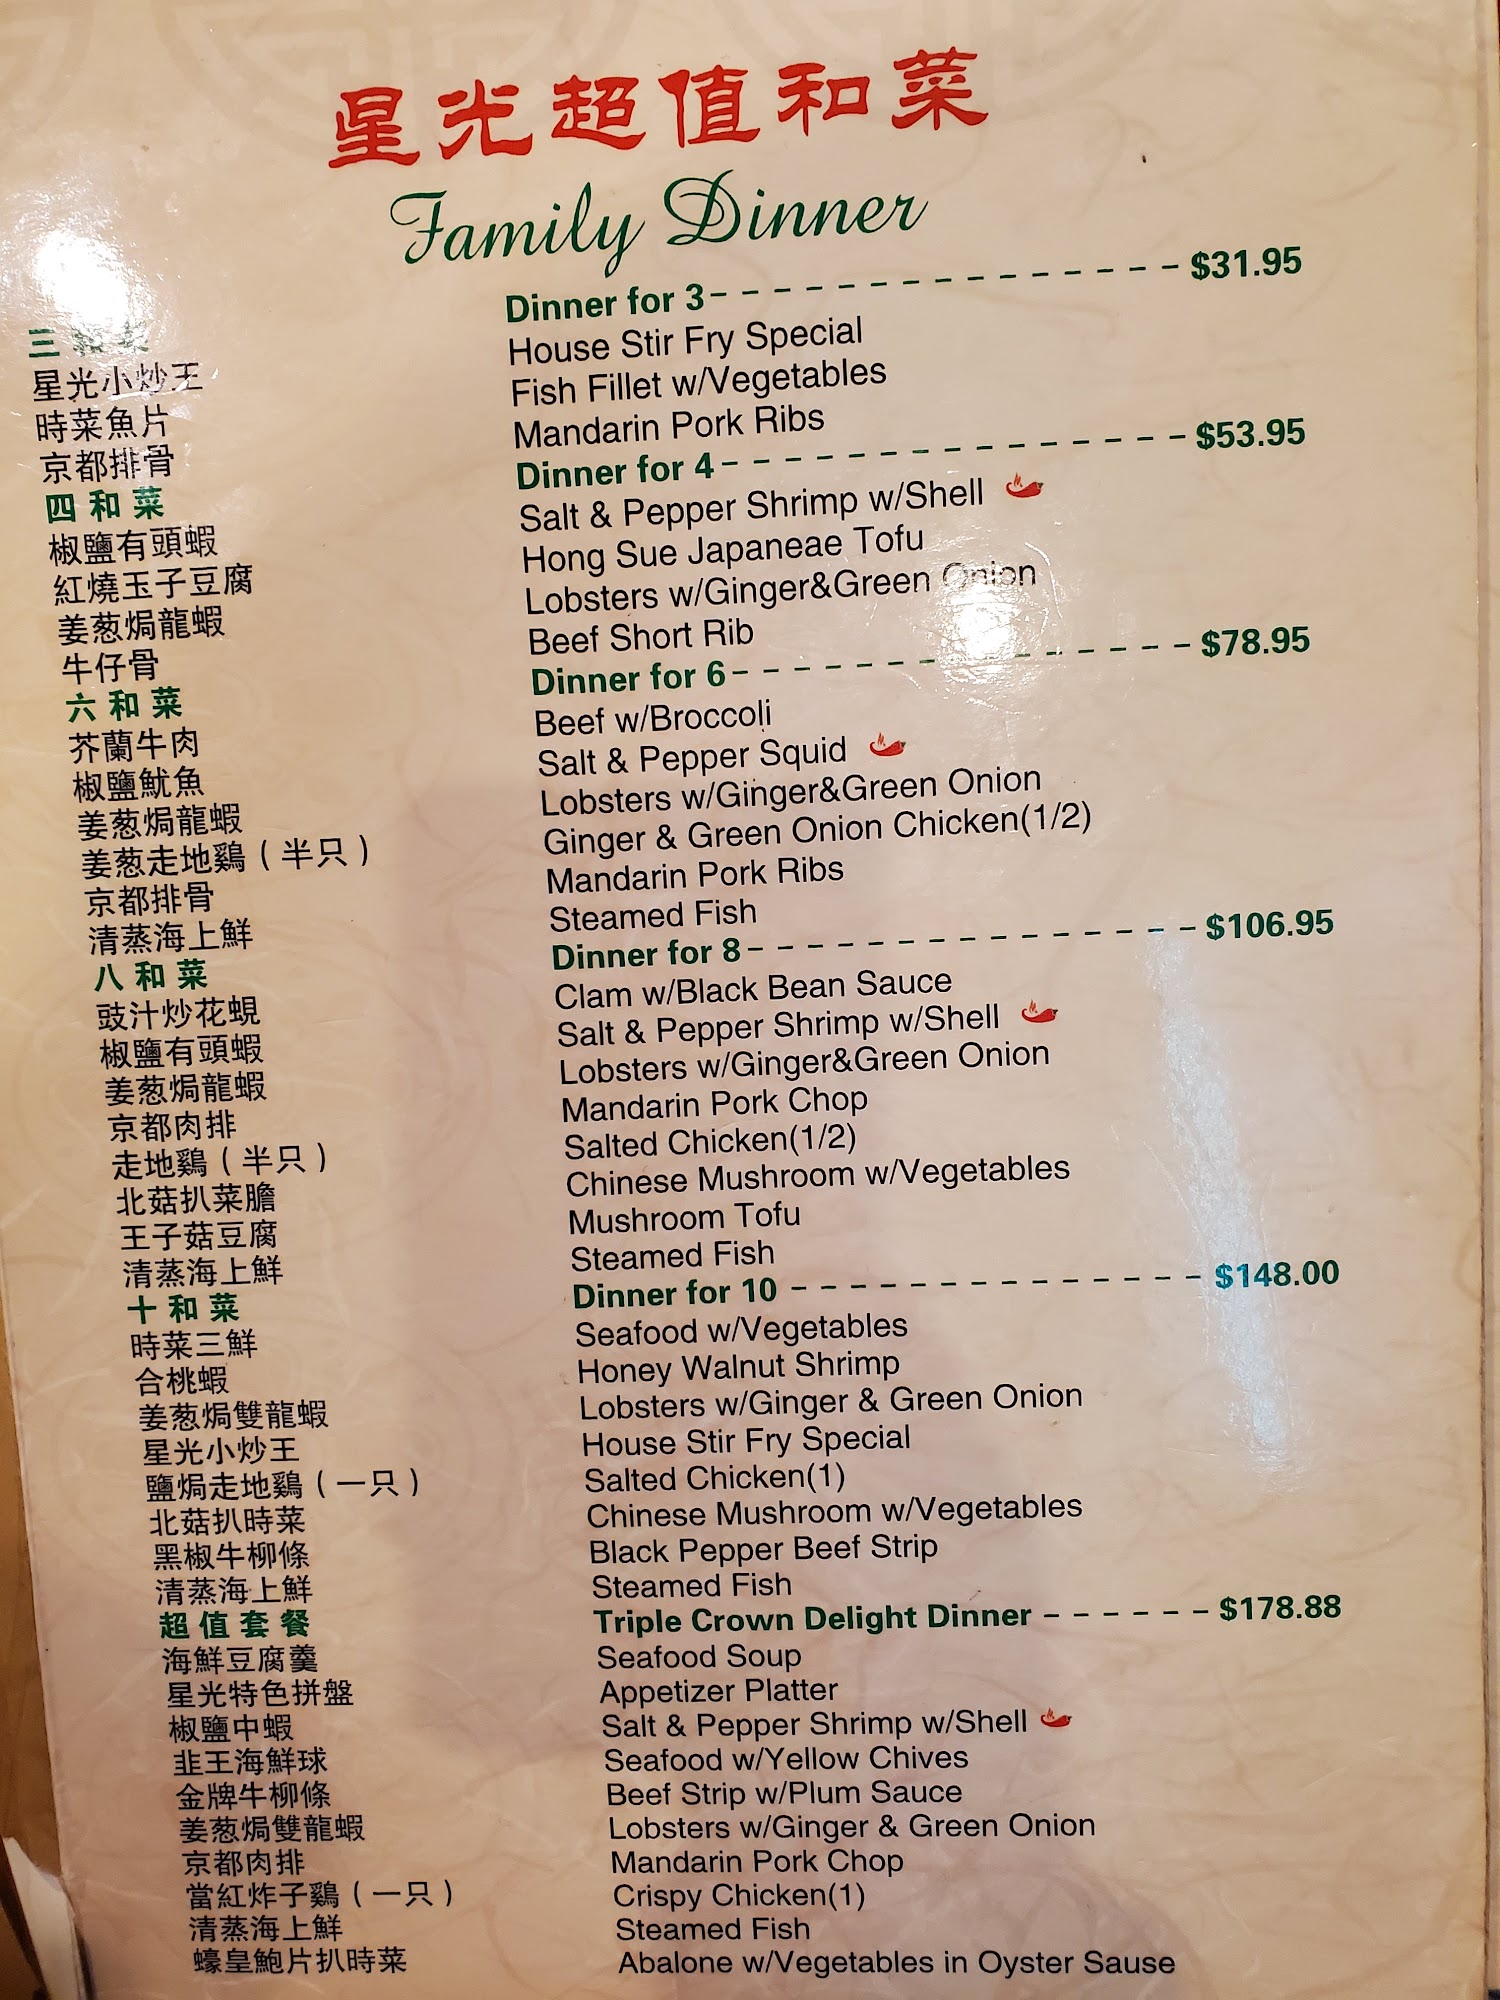 星光超值和菜
Family Dinner
三和菜 Dinner for 3 $31.95
星光小炒王 House Stir Fry Special
時菜魚片 Fish Fillet w/Vegetables
京都排骨 Mandarin Pork Ribs
四和菜 Dinner for 4 $53.95
椒鹽有頭蝦 Salt & Pepper Shrimp w/Shell
紅燒玉子豆腐 Hong Sue Japaneae Tofu
姜葱焗龍蝦 Lobsters w/Ginger&Green Onion
牛仔骨 Beef Short Rib
六和菜 Dinner for 6 $78.95
芥蘭牛肉 Beef w/Broccoli
椒鹽魷魚 Salt & Pepper Squid
姜葱焗龍蝦 Lobsters w/Ginger&Green Onion
姜葱走地鷄（半只） Ginger & Green Onion Chicken(1/2)
京都排骨 Mandarin Pork Ribs
清蒸海上鮮 Steamed Fish
八和菜 Dinner for 8 $106.95
豉汁炒花蜆 Clam w/Black Bean Sauce
椒鹽有頭蝦 Salt & Pepper Shrimp w/Shell
姜葱焗龍蝦 Lobsters w/Ginger&Green Onion
京都肉排 Mandarin Pork Chop
走地鷄（半只） Salted Chicken(1/2)
北菇扒菜膽 Chinese Mushroom w/Vegetables
王子菇豆腐 Mushroom Tofu
清蒸海上鮮 Steamed Fish
十和菜 Dinner for 10 $148.00
時菜三鮮 Seafood w/Vegetables
合桃蝦 Honey Walnut Shrimp
姜葱焗雙龍蝦 Lobsters w/Ginger & Green Onion
星光小炒王 House Stir Fry Special
鹽焗走地鷄（一只） Salted Chicken(1)
北菇扒時菜 Chinese Mushroom w/Vegetables
黑椒牛柳條 Black Pepper Beef Strip
清蒸海上鮮 Steamed Fish
超值套餐 Triple Crown Delight Dinner $178.88
海鮮豆腐羹 Seafood Soup
星光特色拼盤 Appetizer Platter
椒鹽中蝦 Salt & Pepper Shrimp w/Shell
韭王海鮮球 Seafood w/Yellow Chives
金牌牛柳條 Beef Strip w/Plum Sauce
姜葱焗雙龍蝦 Lobsters w/Ginger & Green Onion
京都肉排 Mandarin Pork Chop
當紅炸子鷄（一只） Crispy Chicken(1)
清蒸海上鮮 Steamed Fish
蠔皇鮑片扒時菜 Abalone w/Vegetables in Oyster Sause